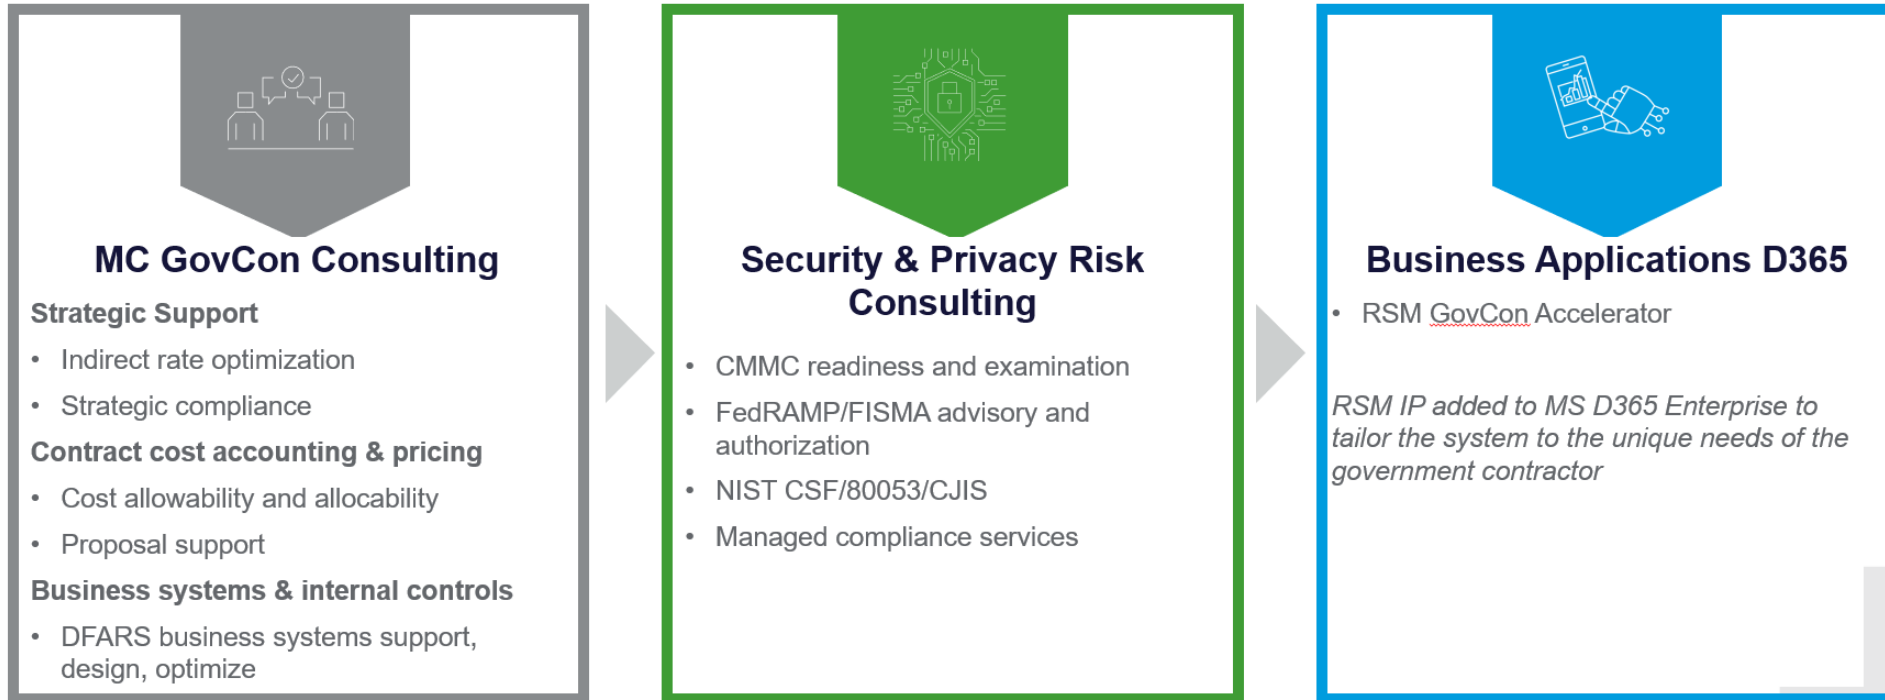 MC GovCon Consulting
Strategic Support
• Indirect rate optimization
• Strategic compliance
Contract cost accounting & pricing
• Cost allowability and allocability
• Proposal support
Business systems & internal controls
• DFARS business systems support,
design, optimize
Security & Privacy Risk
Consulting
• CMMC readiness and examination
• FedRAMP/FISMA advisory and
authorization
• NIST CSF/80053/CJIS
• Managed compliance services
Business Applications D365
• RSM GovCon Accelerator
RSM IP added to MS D365 Enterprise to
tailor the system to the unique needs of the
government contractor